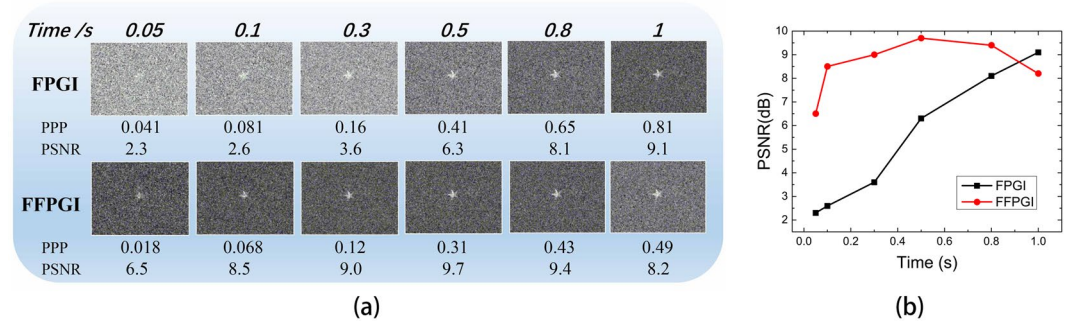 Time /s 0.05 0.1 0.3 0.5 0.8 1
FPGI
PPP 0.041 0.081 0.16 0.41 0.65 0.81
PSNR 2.3 2.6 3.6 6.3 8.1 9.1
FFPGI
PPP 0.018 0.068 0.12 0.31 0.43 0.49
PSNR 6.5 8.5 9.0 9.7 9.4 8.2
(a)
10
9
8
7
6
5
4
3
2
PSNR(dB)
FPGI
FFPGI
0.0 0.2 0.4 0.6 0.8 1.0
Time (s)
(b)